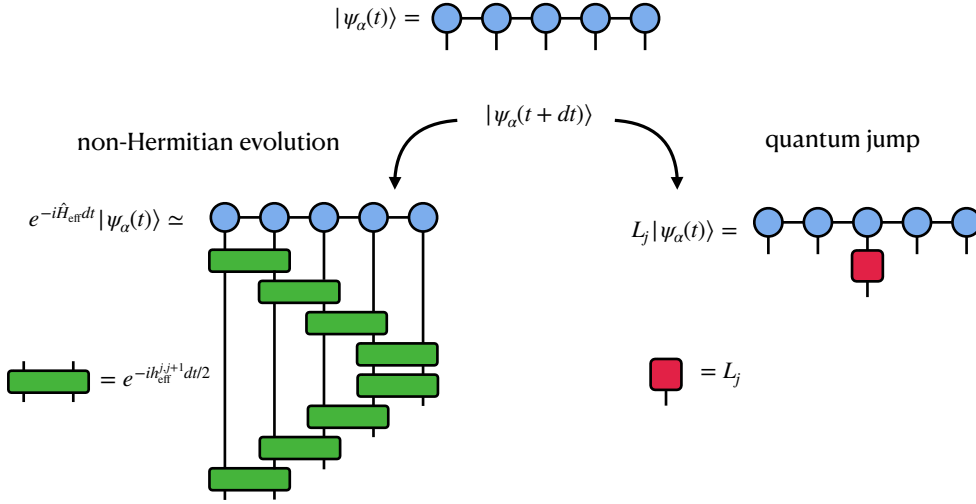 |ψ_α(t)⟩ =
|ψ_α(t + dt)⟩
non-Hermitian evolution
quantum jump
e^{−iĤ_eff dt}|ψ_α(t)⟩ ≃
L_j|ψ_α(t)⟩ =
= e^{−ih_eff^{j,j+1}dt/2}
= L_j